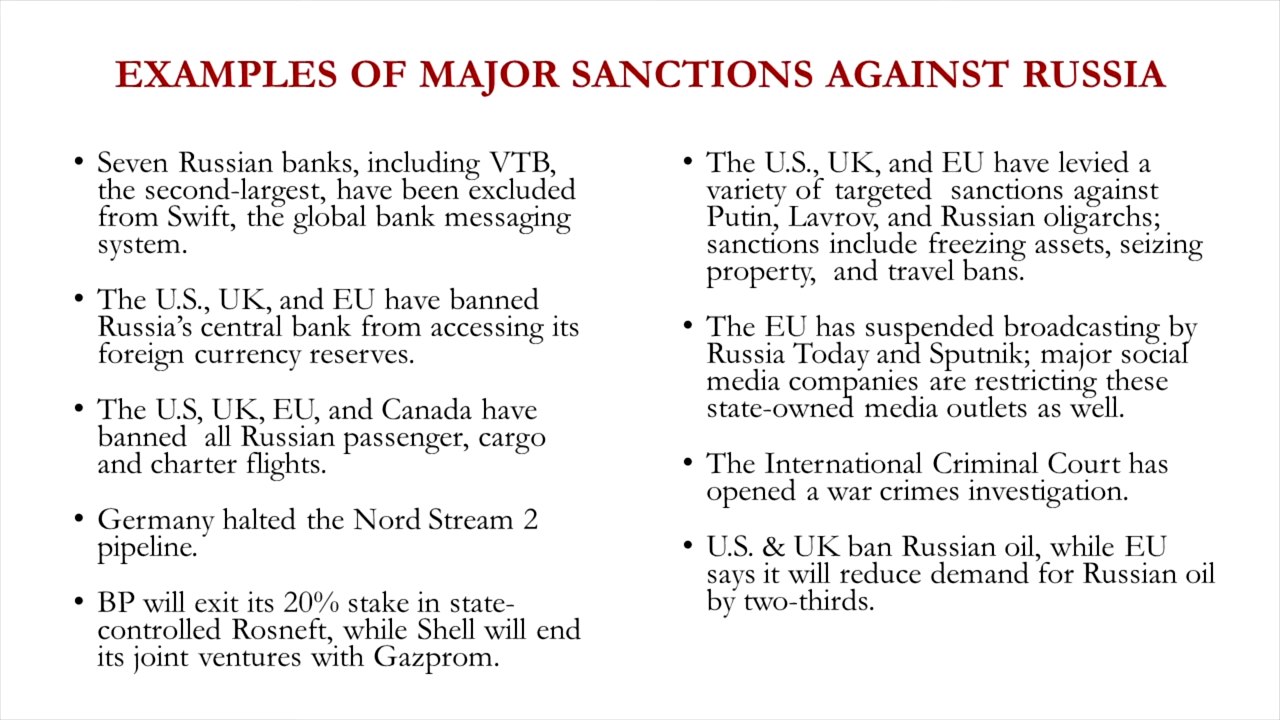 EXAMPLES OF MAJOR SANCTIONS AGAINST RUSSIA
• Seven Russian banks, including VTB,
the second-largest, have been excluded
from Swift, the global bank messaging
system.
• The U.S., UK, and EU have banned
Russia’s central bank from accessing its
foreign currency reserves.
• The U.S, UK, EU, and Canada have
banned all Russian passenger, cargo
and charter flights.
• Germany halted the Nord Stream 2
pipeline.
• BP will exit its 20% stake in state-
controlled Rosneft, while Shell will end
its joint ventures with Gazprom.
• The U.S., UK, and EU have levied a
variety of targeted sanctions against
Putin, Lavrov, and Russian oligarchs;
sanctions include freezing assets, seizing
property, and travel bans.
• The EU has suspended broadcasting by
Russia Today and Sputnik; major social
media companies are restricting these
state-owned media outlets as well.
• The International Criminal Court has
opened a war crimes investigation.
• U.S. & UK ban Russian oil, while EU
says it will reduce demand for Russian oil
by two-thirds.